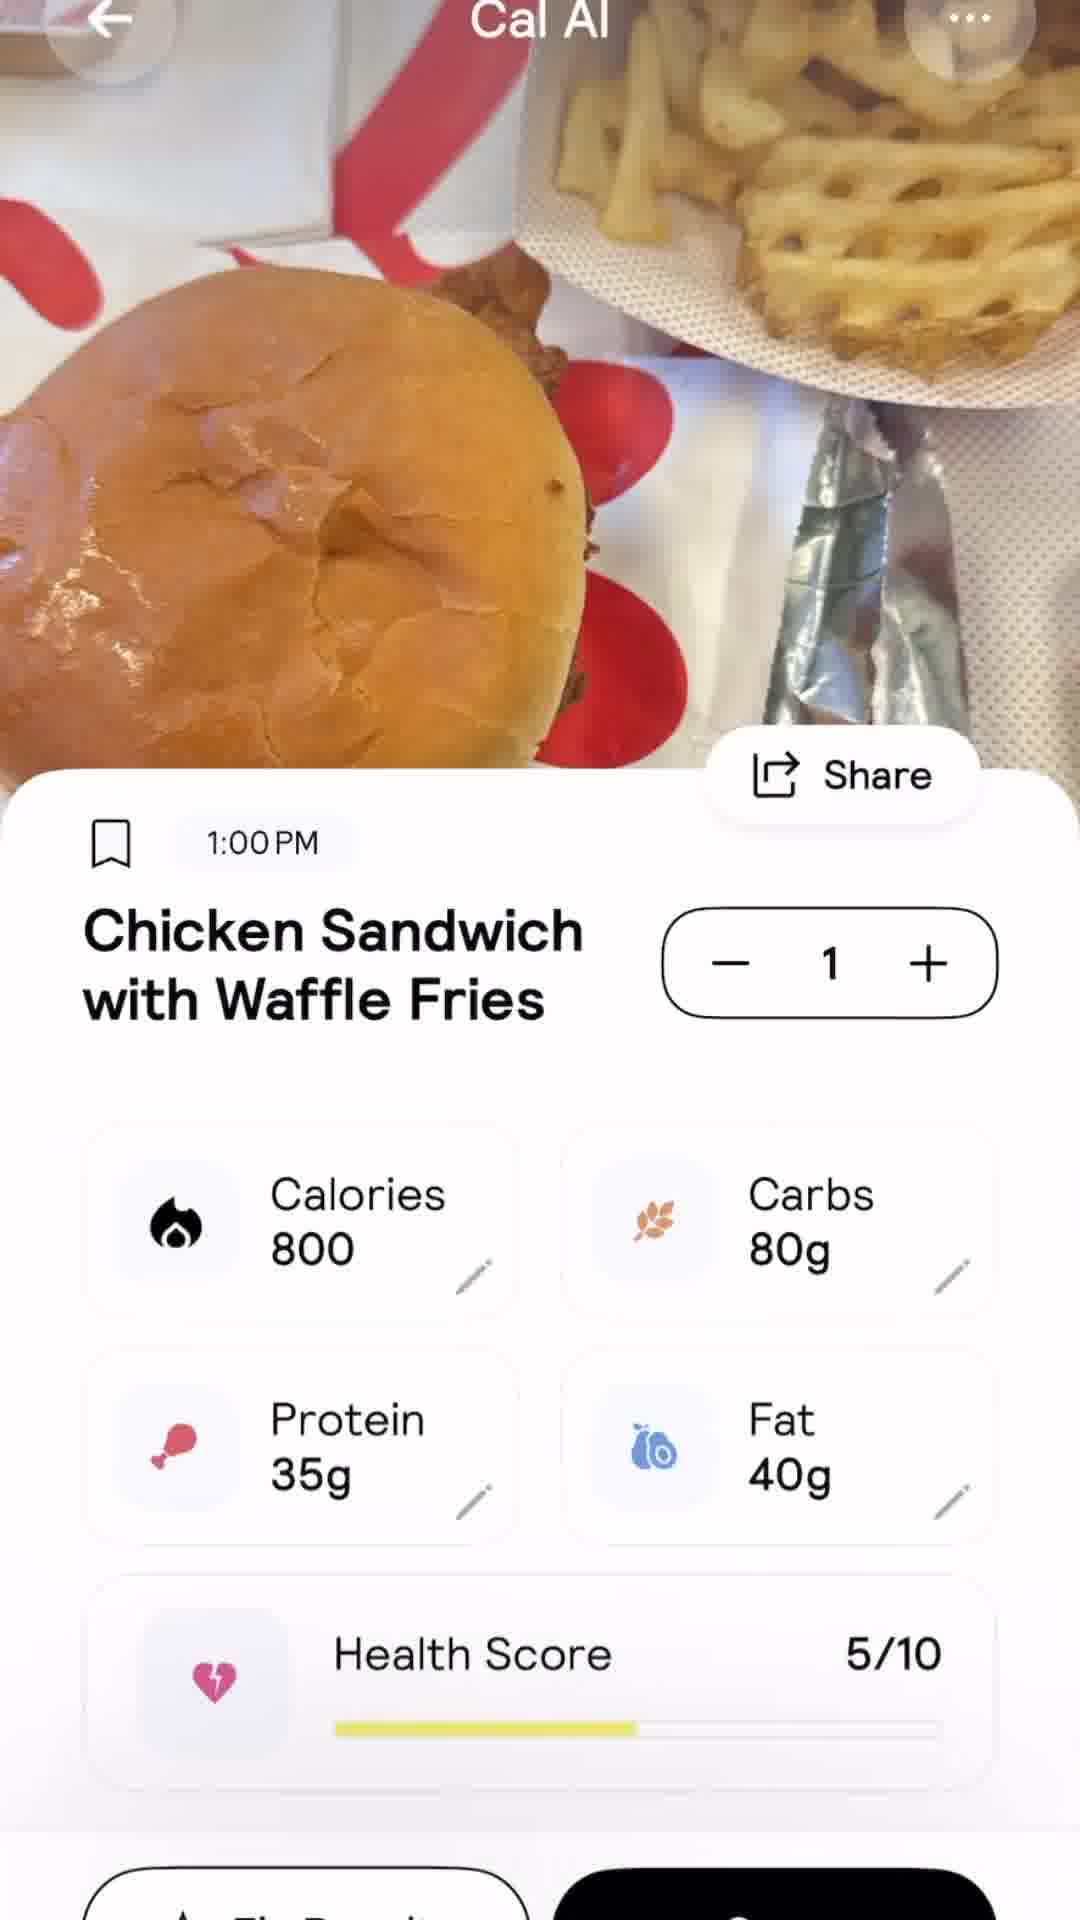 Cal AI
Share
1:00 PM
Chicken Sandwich
with Waffle Fries
1
Calories
800
Carbs
80g
Protein
35g
Fat
40g
Health Score
5/10